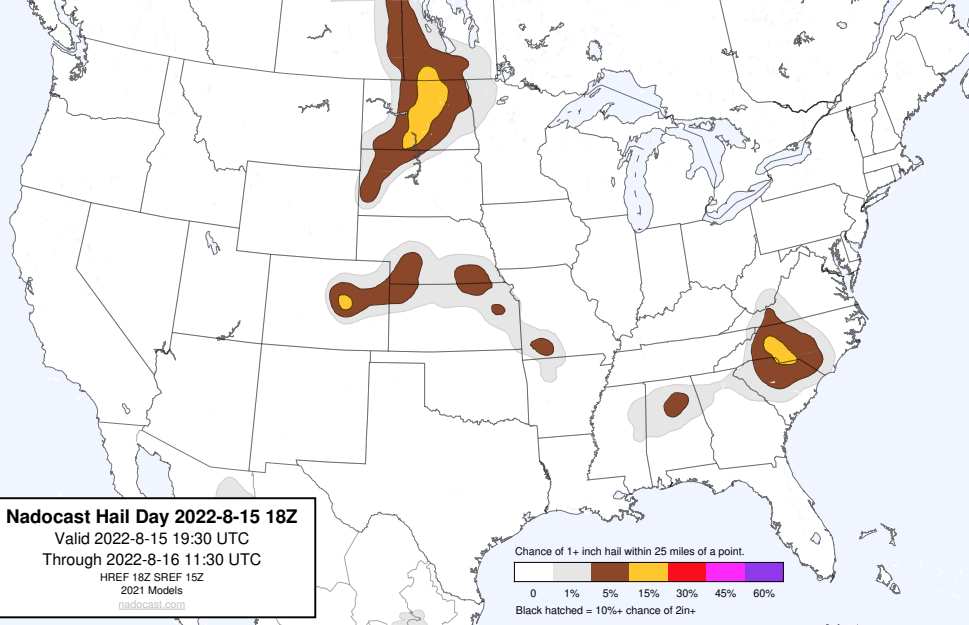 Nadocast Hail Day 2022-8-15 18Z
Valid 2022-8-15 19:30 UTC
Through 2022-8-16 11:30 UTC
HREF 18Z SREF 15Z
2021 Models
nadocast.com
Chance of 1+ inch hail within 25 miles of a point.
0 1% 5% 15% 30% 45% 60%
Black hatched = 10%+ chance of 2in+